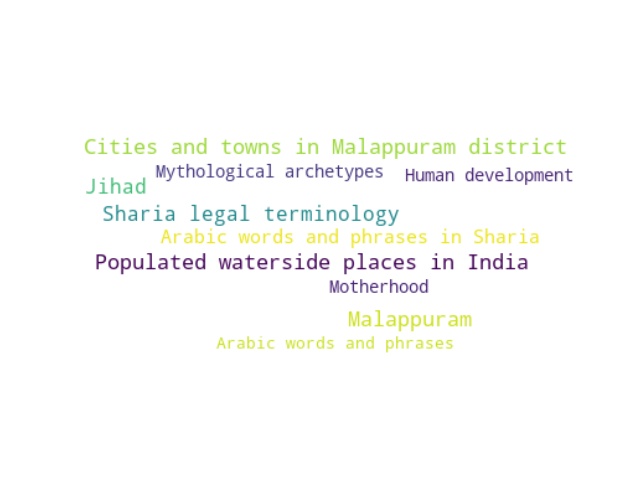 Cities and towns in Malappuram district
Mythological archetypes
Human development
Jihad
Sharia legal terminology
Arabic words and phrases in Sharia
Populated waterside places in India
Motherhood
Malappuram
Arabic words and phrases